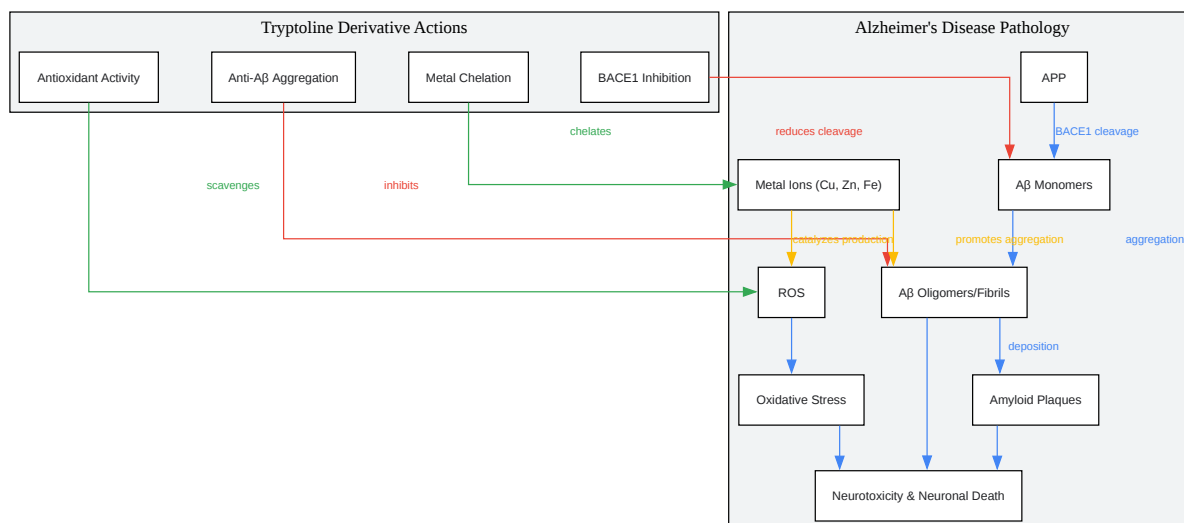 Tryptoline Derivative Actions
Alzheimer's Disease Pathology
Antioxidant Activity
Anti-Aβ Aggregation
Metal Chelation
BACE1 Inhibition
APP
chelates
reduces cleavage
BACE1 cleavage
scavenges
inhibits
Metal Ions (Cu, Zn, Fe)
Aβ Monomers
catalyzes production
promotes aggregation
aggregation
ROS
Aβ Oligomers/Fibrils
deposition
Oxidative Stress
Amyloid Plaques
Neurotoxicity & Neuronal Death